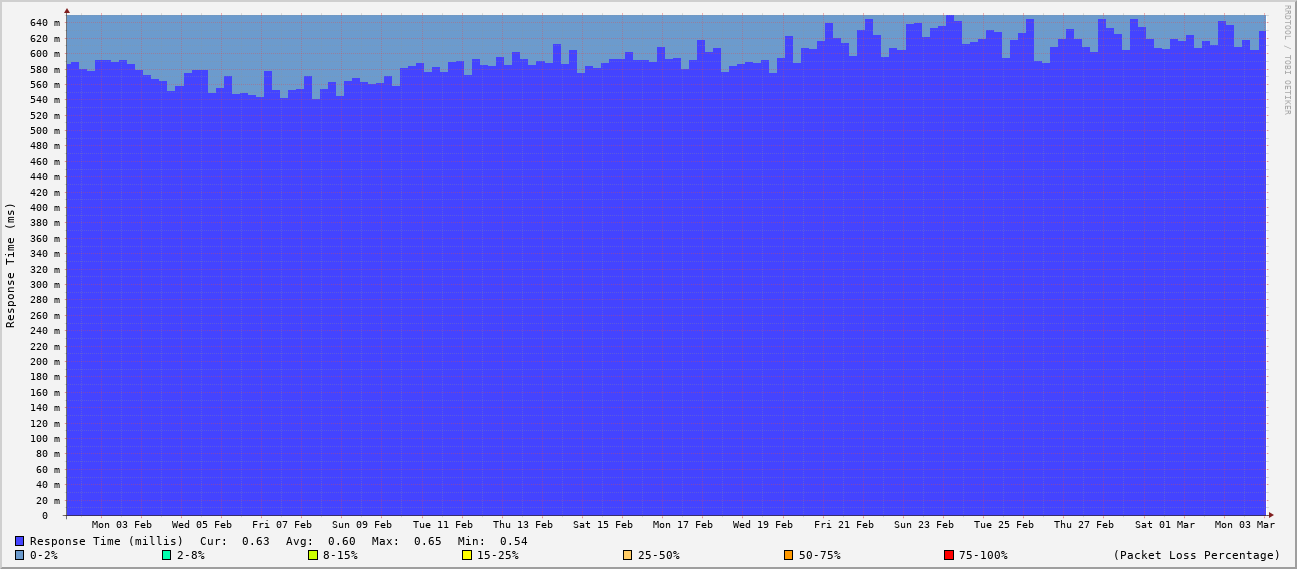 640 m
620 m
600 m
580 m
560 m
540 m
520 m
500 m
480 m
460 m
440 m
420 m
400 m
380 m
360 m
340 m
320 m
300 m
280 m
260 m
240 m
220 m
200 m
180 m
160 m
140 m
120 m
100 m
80 m
60 m
40 m
20 m
0
Response Time (ms)
RRDTOOL / TOBI OETIKER
Mon 03 Feb Wed 05 Feb Fri 07 Feb Sun 09 Feb Tue 11 Feb Thu 13 Feb Sat 15 Feb Mon 17 Feb Wed 19 Feb Fri 21 Feb Sun 23 Feb Tue 25 Feb Thu 27 Feb Sat 01 Mar Mon 03 Mar
Response Time (millis) Cur: 0.63 Avg: 0.60 Max: 0.65 Min: 0.54
0-2% 2-8% 8-15% 15-25% 25-50% 50-75% 75-100% (Packet Loss Percentage)